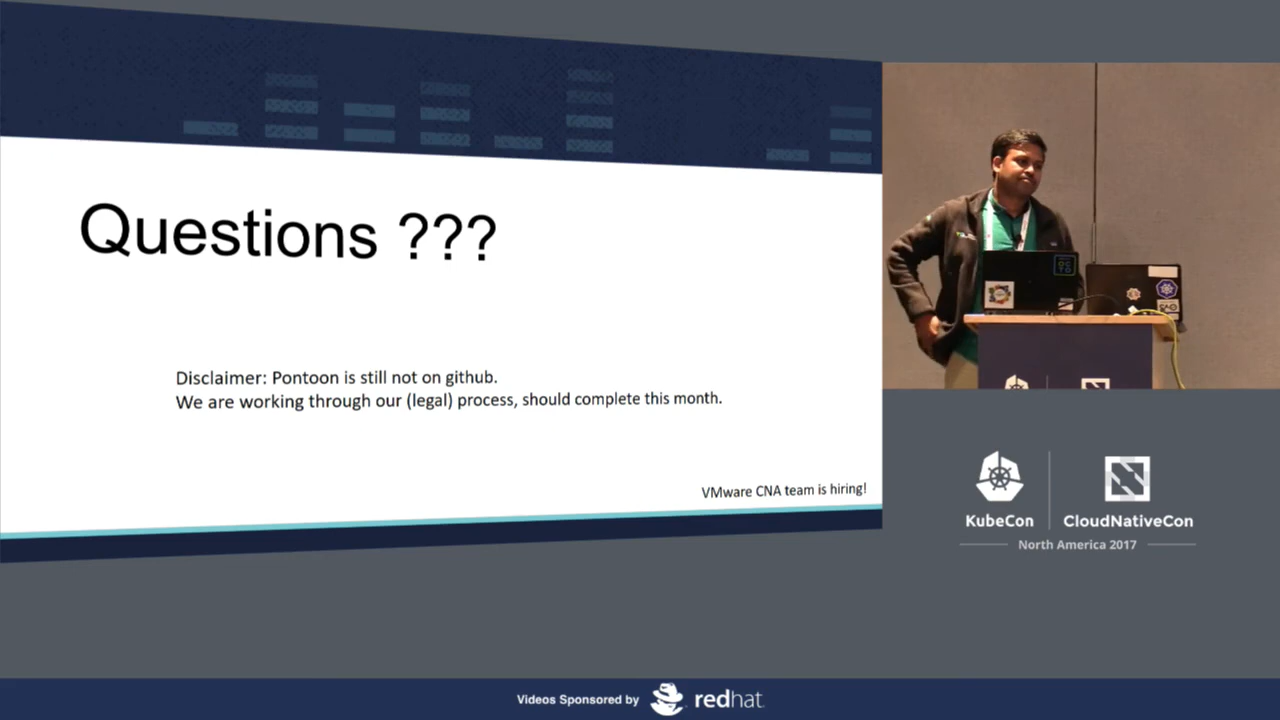 Questions ???
Disclaimer: Pontoon is still not on github.
We are working through our (legal) process, should complete this month.
VMware CNA team is hiring!
KubeCon
CloudNativeCon
North America 2017
Videos Sponsored by
redhat